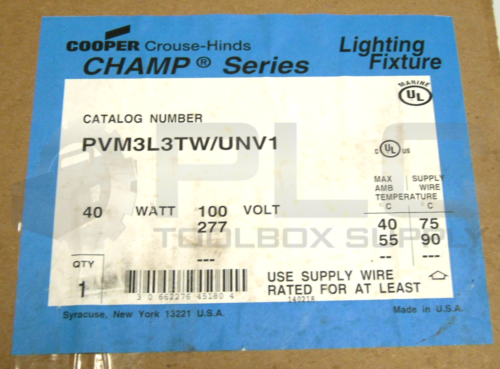 COOPER Crouse-Hinds
CHAMP® Series
Lighting
Fixture
MARINE
UL
CATALOG NUMBER
PVM3L3TW/UNV1
C UL US
MAX SUPPLY
AMB WIRE
TEMPERATURE
°C °C
40 WATT 100 VOLT
277
---
40 75
55 90
-- ---
PLC
TOOLBOX SUPPLY
QTY
1
3 0 662276 45180 4
USE SUPPLY WIRE
RATED FOR AT LEAST
140218
Syracuse, New York 13221 U.S.A.
Made in U.S.A.